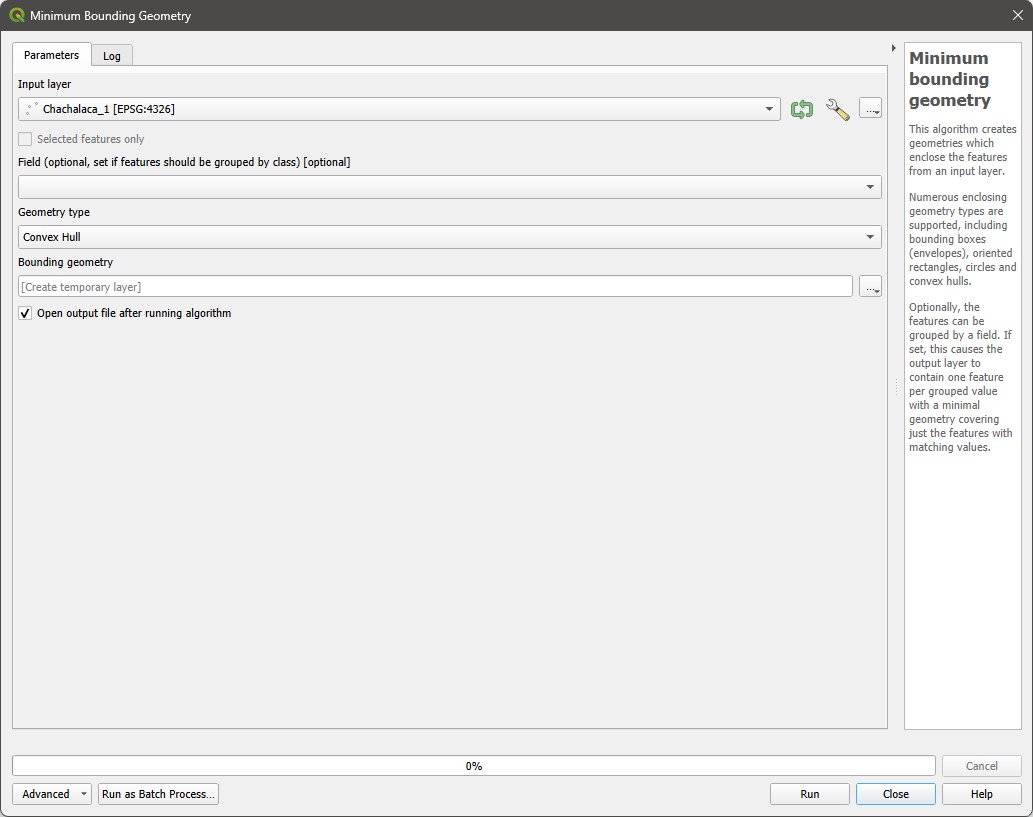 Minimum Bounding Geometry
Parameters
Log
Input layer
Chachalaca_1 [EPSG:4326]
...
Selected features only
Field (optional, set if features should be grouped by class) [optional]
Geometry type
Convex Hull
Bounding geometry
[Create temporary layer]
...
Open output file after running algorithm
Minimum
bounding
geometry
This algorithm creates
geometries which
enclose the features
from an input layer.
Numerous enclosing
geometry types are
supported, including
bounding boxes
(envelopes), oriented
rectangles, circles and
convex hulls.
Optionally, the
features can be
grouped by a field. If
set, this causes the
output layer to
contain one feature
per grouped value
with a minimal
geometry covering
just the features with
matching values.
0%
Cancel
Advanced
Run as Batch Process...
Run
Close
Help